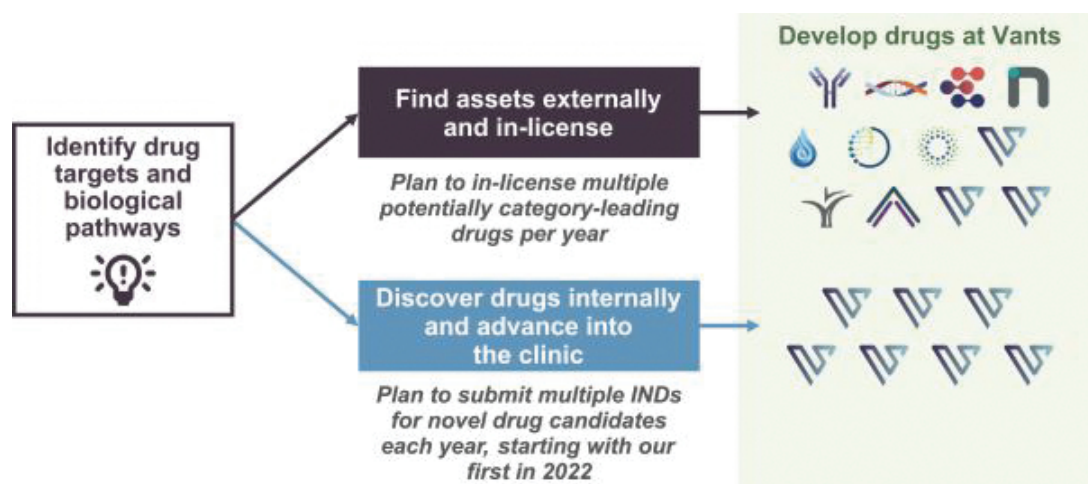 Identify drug
targets and
biological
pathways
Find assets externally
and in-license
Plan to in-license multiple
potentially category-leading
drugs per year
Discover drugs internally
and advance into
the clinic
Plan to submit multiple INDs
for novel drug candidates
each year, starting with our
first in 2022
Develop drugs at Vants